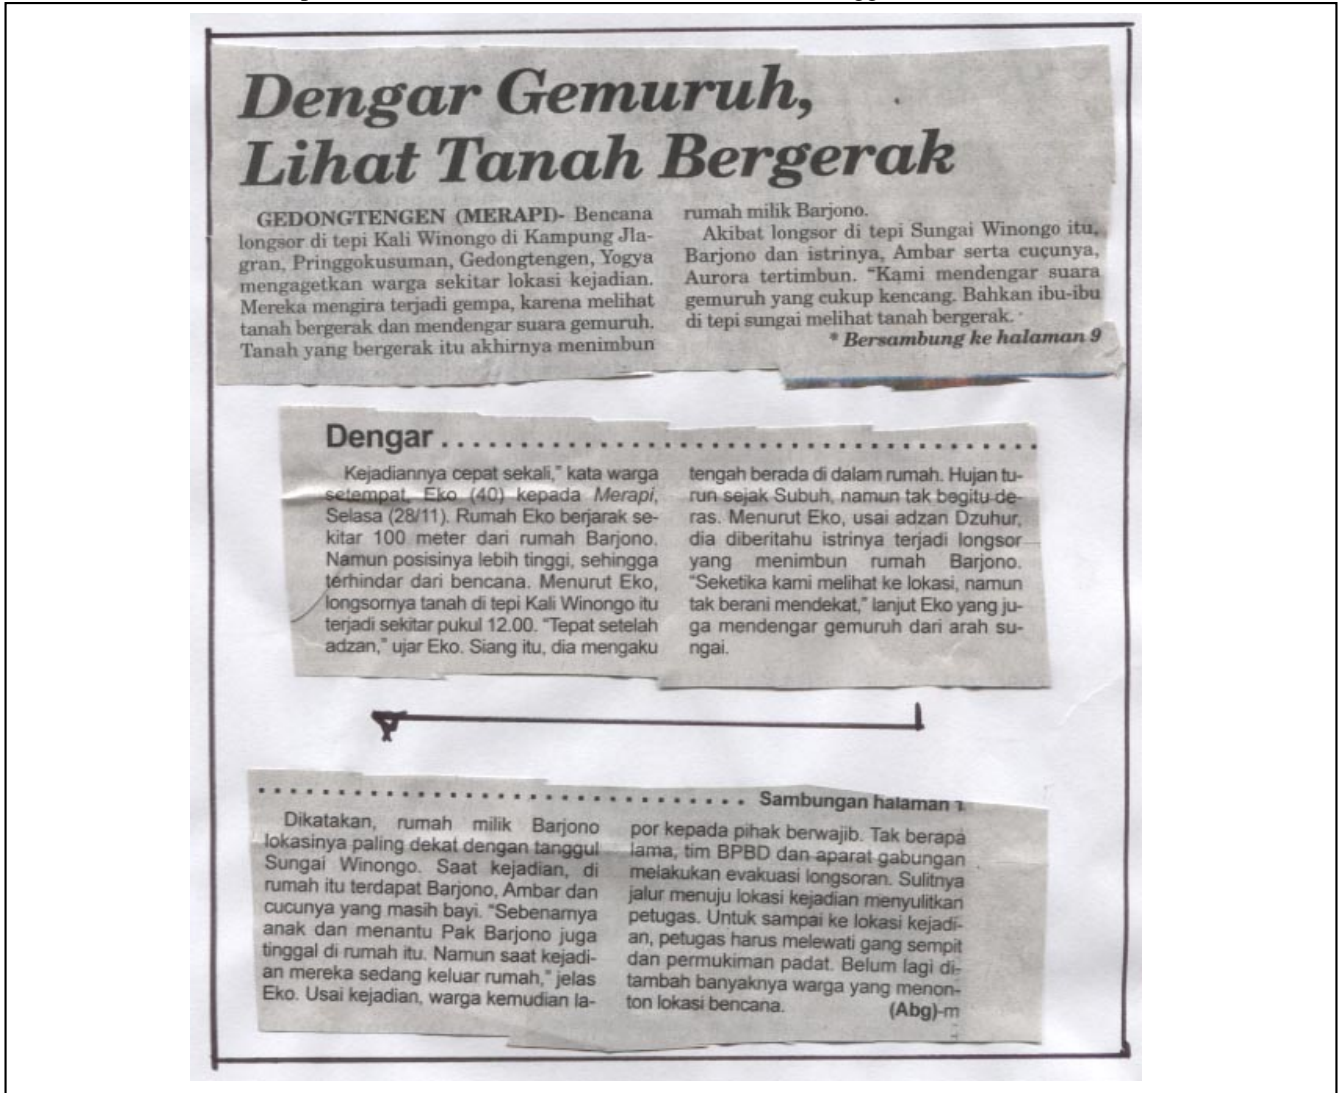 Dengar Gemuruh,
Lihat Tanah Bergerak
GEDONGTENGEN (MERAPI)- Bencana
longsor di tepi Kali Winongo di Kampung Jla-
gran, Pringgokusuman, Gedongtengen, Yogya
mengagetkan warga sekitar lokasi kejadian.
Mereka mengira terjadi gempa, karena melihat
tanah bergerak dan mendengar suara gemuruh.
Tanah yang bergerak itu akhirnya menimbun
rumah milik Barjono.
Akibat longsor di tepi Sungai Winongo itu,
Barjono dan istrinya, Ambar serta cucunya,
Aurora tertimbun. “Kami mendengar suara
gemuruh yang cukup kencang. Bahkan ibu-ibu
di tepi sungai melihat tanah bergerak.
* Bersambung ke halaman 9
Dengar
Kejadiannya cepat sekali,” kata warga
setempat, Eko (40) kepada Merapi,
Selasa (28/11). Rumah Eko berjarak se-
kitar 100 meter dari rumah Barjono.
Namun posisinya lebih tinggi, sehingga
terhindar dari bencana. Menurut Eko,
longsornya tanah di tepi Kali Winongo itu
terjadi sekitar pukul 12.00. “Tepat setelah
adzan,” ujar Eko. Siang itu, dia mengaku
tengah berada di dalam rumah. Hujan tu-
run sejak Subuh, namun tak begitu de-
ras. Menurut Eko, usai adzan Dzuhur,
dia diberitahu istrinya terjadi longsor
yang menimbun rumah Barjono.
“Seketika kami melihat ke lokasi, namun
tak berani mendekat,” lanjut Eko yang ju-
ga mendengar gemuruh dari arah su-
ngai.
Sambungan halaman 1
Dikatakan, rumah milik Barjono
lokasinya paling dekat dengan tanggul
Sungai Winongo. Saat kejadian, di
rumah itu terdapat Barjono, Ambar dan
cucunya yang masih bayi. “Sebenarnya
anak dan menantu Pak Barjono juga
tinggal di rumah itu. Namun saat kejadi-
an mereka sedang keluar rumah,” jelas
Eko. Usai kejadian, warga kemudian la-
por kepada pihak berwajib. Tak berapa
lama, tim BPBD dan aparat gabungan
melakukan evakuasi longsoran. Sulitnya
jalur menuju lokasi kejadian menyulitkan
petugas. Untuk sampai ke lokasi kejadi-
an, petugas harus melewati gang sempit
dan permukiman padat. Belum lagi di-
tambah banyaknya warga yang menon-
ton lokasi bencana.
(Abg)-m